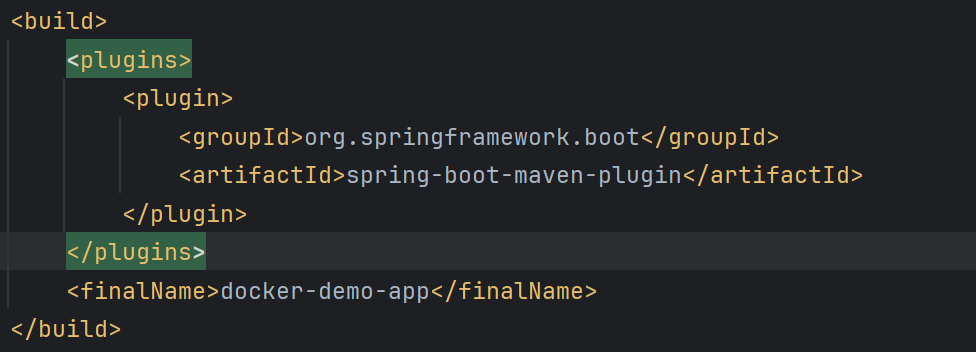 <build>
    <plugins>
        <plugin>
            <groupId>org.springframework.boot</groupId>
            <artifactId>spring-boot-maven-plugin</artifactId>
        </plugin>
    </plugins>
    <finalName>docker-demo-app</finalName>
</build>